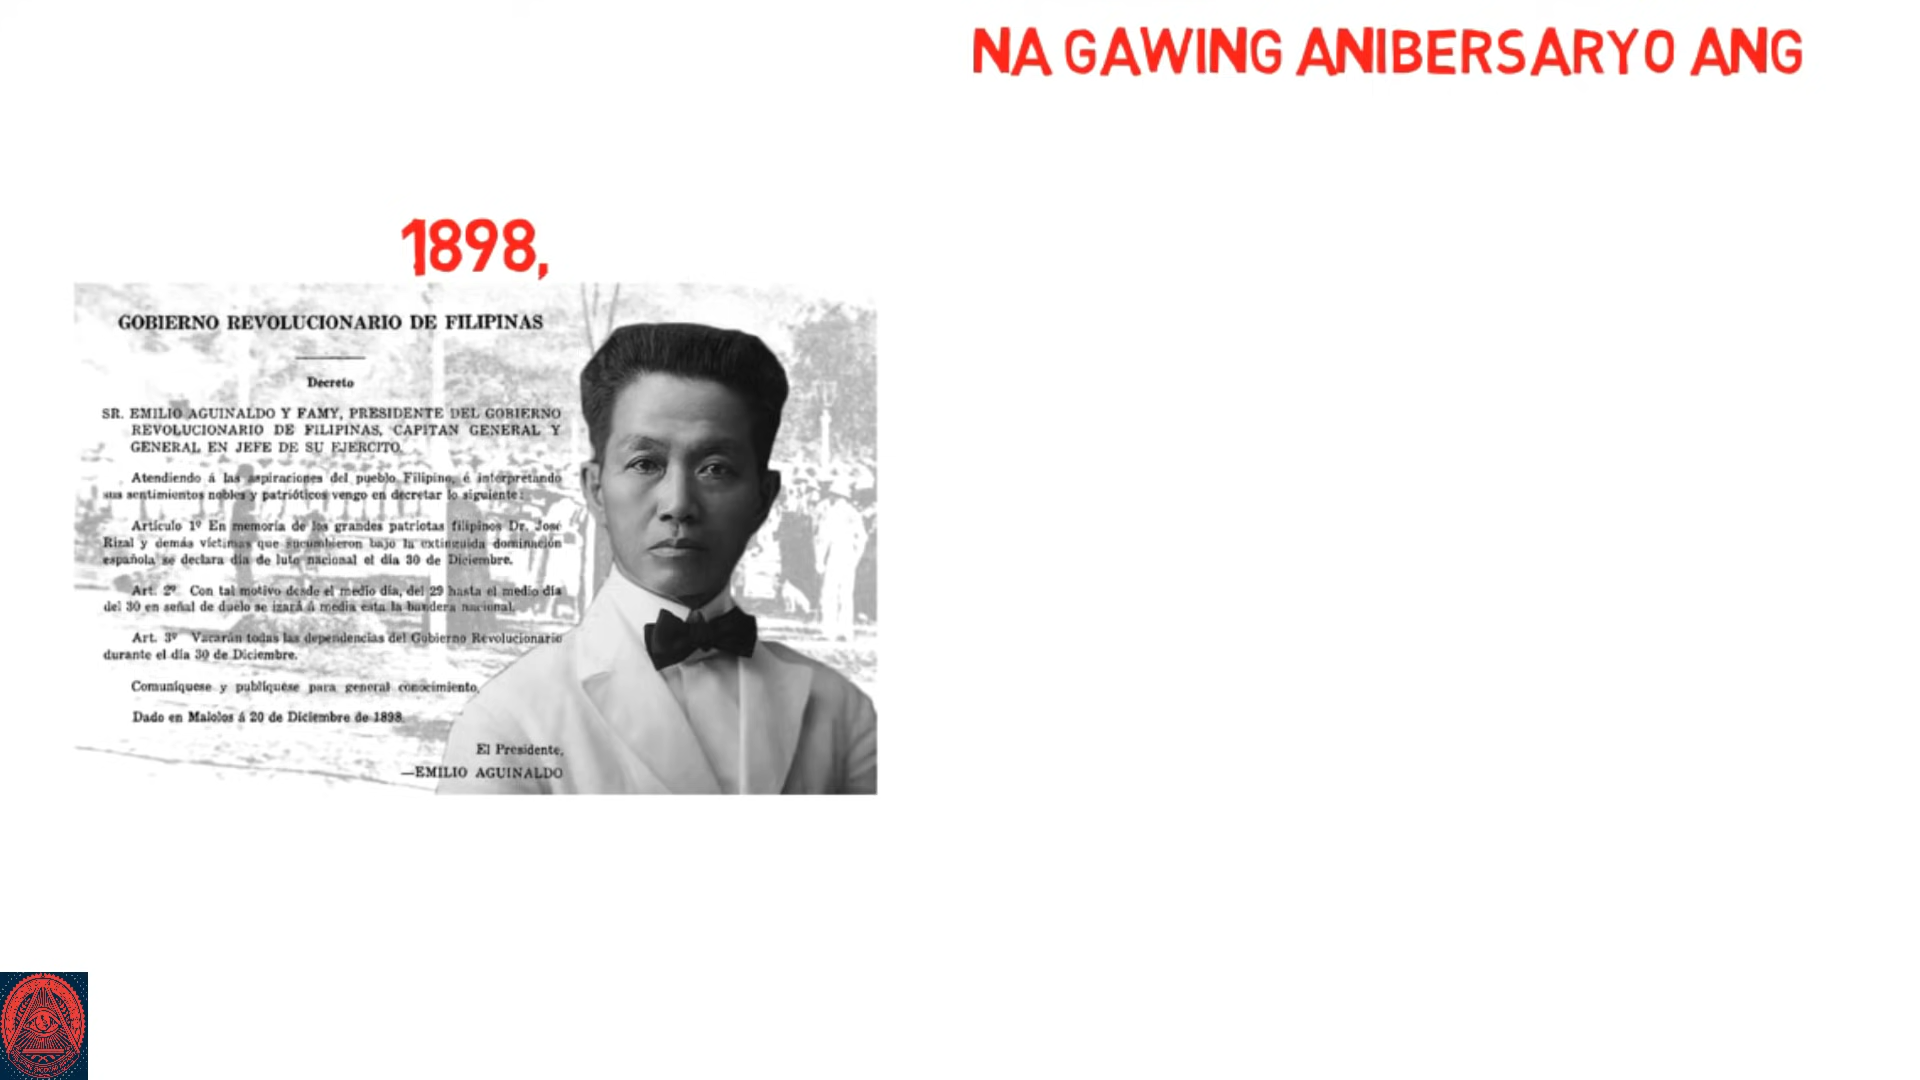 NA GAWING ANIBERSARYO ANG
1898,
GOBIERNO REVOLUCIONARIO DE FILIPINAS
Decreto
SR. EMILIO AGUINALDO Y FAMY, PRESIDENTE DEL GOBIERNO
REVOLUCIONARIO DE FILIPINAS, CAPITAN GENERAL Y
GENERAL EN JEFE DE SU EJERCITO.
Atendiendo á las aspiraciones del pueblo Filipino, é interpretando
sus sentimientos nobles y patrióticos vengo en decretar lo siguiente:
Artículo 1º En memoria de los grandes patriotas filipinos Dr. José
Rizal y demás víctimas que sucumbieron bajo la extinguida dominación
española se declara día de luto nacional el día 30 de Diciembre.
Art. 2º Con tal motivo desde el medio día, del 29 hasta el medio día
del 30 en señal de duelo se izará á media esta la bandera nacional.
Art. 3º Vacarán todas las dependencias del Gobierno Revolucionario
durante el día 30 de Diciembre.
Comuníquese y publíquese para general conocimiento,
Dado en Malolos á 20 de Diciembre de 1898.
El Presidente,
—EMILIO AGUINALDO